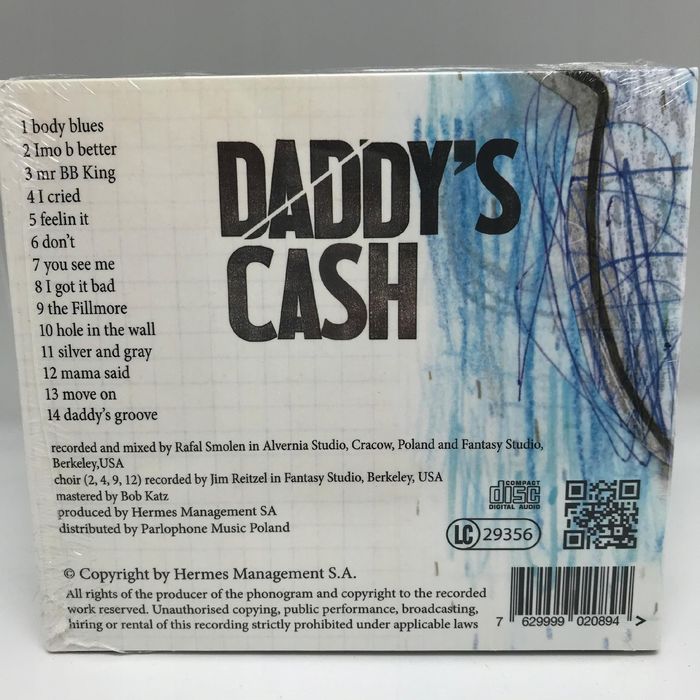 1 body blues
2 Imo b better
3 mr BB King
4 I cried
5 feelin it
6 don't
7 you see me
8 I got it bad
9 the Fillmore
10 hole in the wall
11 silver and gray
12 mama said
13 move on
14 daddy's groove
DADDY'S
CASH
recorded and mixed by Rafal Smolen in Alvernia Studio, Cracow, Poland and Fantasy Studio,
Berkeley,USA
choir (2, 4, 9, 12) recorded by Jim Reitzel in Fantasy Studio, Berkeley, USA
mastered by Bob Katz
produced by Hermes Management SA
distributed by Parlophone Music Poland
COMPACT
disc
DIGITAL AUDIO
LC 29356
© Copyright by Hermes Management S.A.
All rights of the producer of the phonogram and copyright to the recorded
work reserved. Unauthorised copying, public performance, broadcasting,
hiring or rental of this recording strictly prohibited under applicable laws
7 629999 020894 >